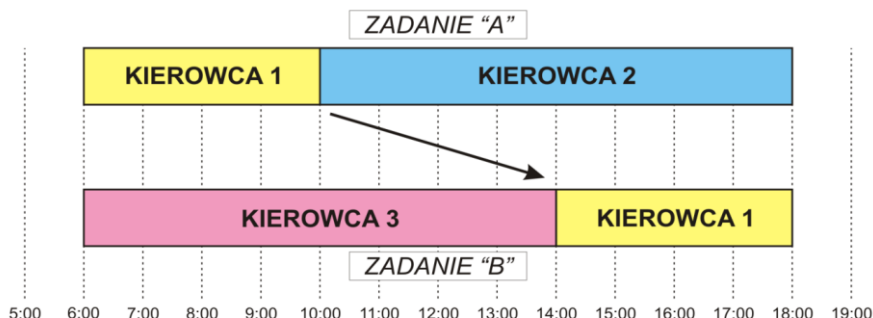 ZADANIE "A"
KIEROWCA 1 KIEROWCA 2
KIEROWCA 3 KIEROWCA 1
ZADANIE "B"
5:00 6:00 7:00 8:00 9:00 10:00 11:00 12:00 13:00 14:00 15:00 16:00 17:00 18:00 19:00